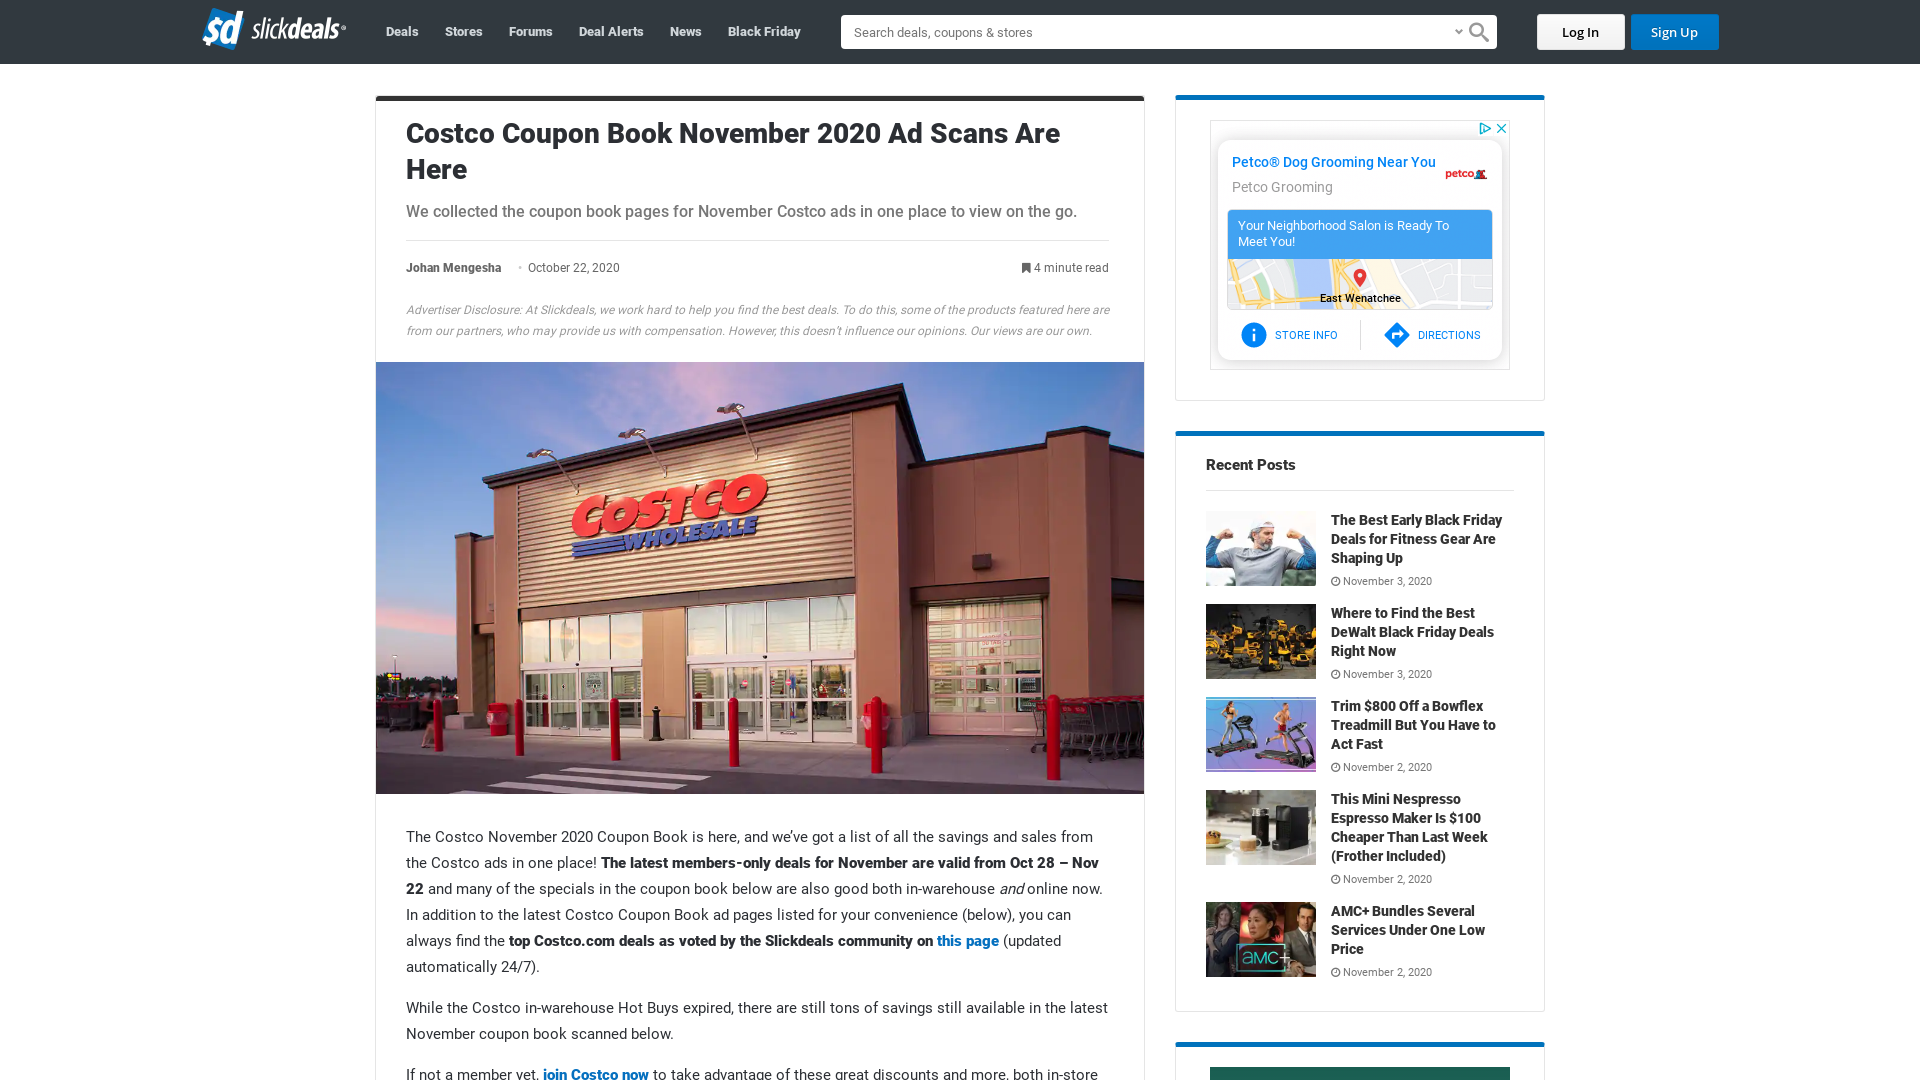 sd slickdeals
Deals
Stores
Forums
Deal Alerts
News
Black Friday
Search deals, coupons & stores
Log In
Sign Up
Costco Coupon Book November 2020 Ad Scans Are
Here
We collected the coupon book pages for November Costco ads in one place to view on the go.
Johan Mengesha
October 22, 2020
4 minute read
Advertiser Disclosure: At Slickdeals, we work hard to help you find the best deals. To do this, some of the products featured here are
from our partners, who may provide us with compensation. However, this doesn't influence our opinions. Our views are our own.
COSTCO
WHOLESALE
The Costco November 2020 Coupon Book is here, and we’ve got a list of all the savings and sales from
the Costco ads in one place! The latest members-only deals for November are valid from Oct 28 – Nov
22 and many of the specials in the coupon book below are also good both in-warehouse and online now.
In addition to the latest Costco Coupon Book ad pages listed for your convenience (below), you can
always find the top Costco.com deals as voted by the Slickdeals community on this page (updated
automatically 24/7).
While the Costco in-warehouse Hot Buys expired, there are still tons of savings still available in the latest
November coupon book scanned below.
If not a member yet, join Costco now to take advantage of these great discounts and more, both in-store
Petco® Dog Grooming Near You
Petco Grooming
petco
Your Neighborhood Salon is Ready To
Meet You!
East Wenatchee
STORE INFO
DIRECTIONS
Recent Posts
The Best Early Black Friday
Deals for Fitness Gear Are
Shaping Up
November 3, 2020
Where to Find the Best
DeWalt Black Friday Deals
Right Now
November 3, 2020
Trim $800 Off a Bowflex
Treadmill But You Have to
Act Fast
November 2, 2020
This Mini Nespresso
Espresso Maker Is $100
Cheaper Than Last Week
(Frother Included)
November 2, 2020
aMC+
AMC+ Bundles Several
Services Under One Low
Price
November 2, 2020